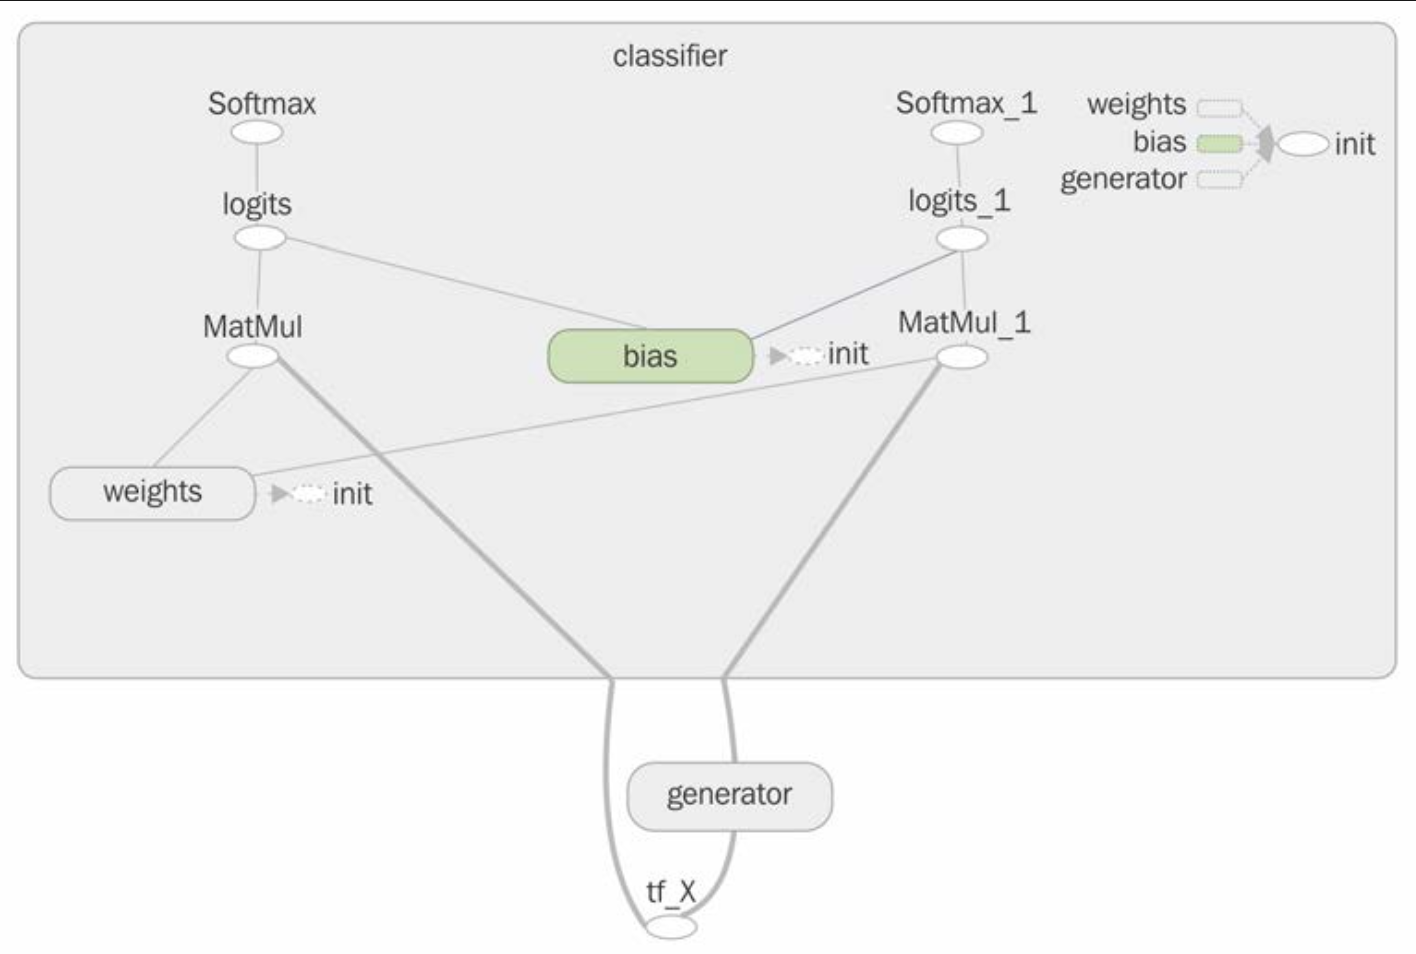 classifier
Softmax
Softmax_1
weights
bias
init
generator
logits
logits_1
MatMul
MatMul_1
bias
init
weights
init
generator
tf_X